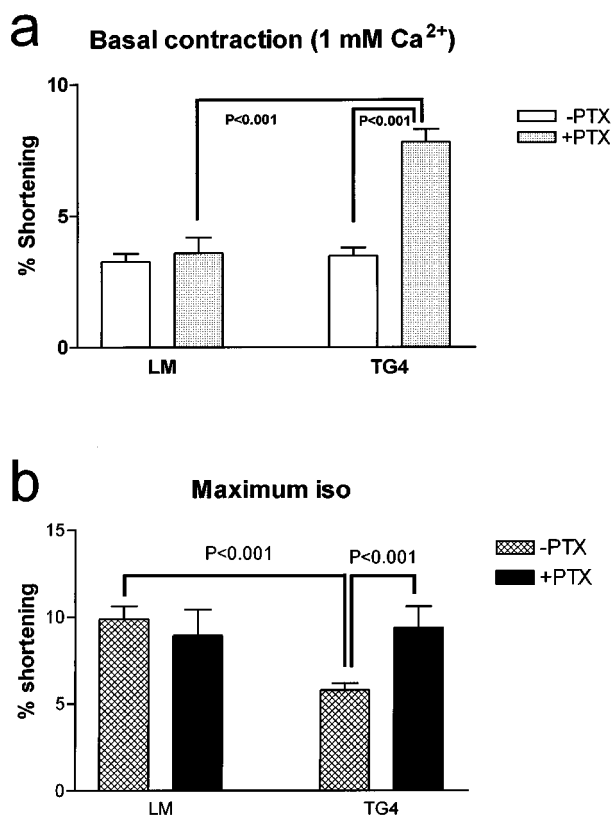 a
Basal contraction (1 mM Ca²⁺)
10
5
0
% Shortening
P<0.001
P<0.001
-PTX
+PTX
LM
TG4
b
Maximum iso
15
10
5
0
% shortening
P<0.001
P<0.001
-PTX
+PTX
LM
TG4